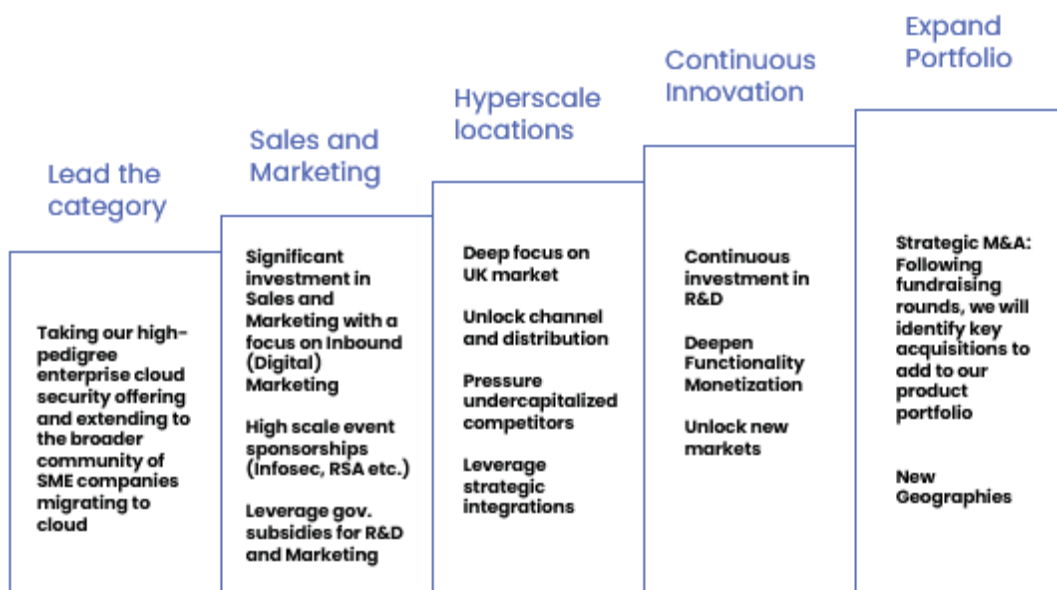 Lead the
category
Taking our high-
pedigree
enterprise cloud
security offering
and extending to
the broader
community of
SME companies
migrating to
cloud
Sales and
Marketing
Significant
investment in
Sales and
Marketing with a
focus on Inbound
(Digital)
Marketing
High scale event
sponsorships
(Infosec, RSA etc.)
Leverage gov.
subsidies for R&D
and Marketing
Hyperscale
locations
Deep focus on
UK market
Unlock channel
and distribution
Pressure
undercapitalized
competitors
Leverage
strategic
integrations
Continuous
Innovation
Continuous
investment in
R&D
Deepen
Functionality
Monetization
Unlock new
markets
Expand
Portfolio
Strategic M&A:
Following
fundraising
rounds, we will
identify key
acquisitions to
add to our
product
portfolio
New
Geographies